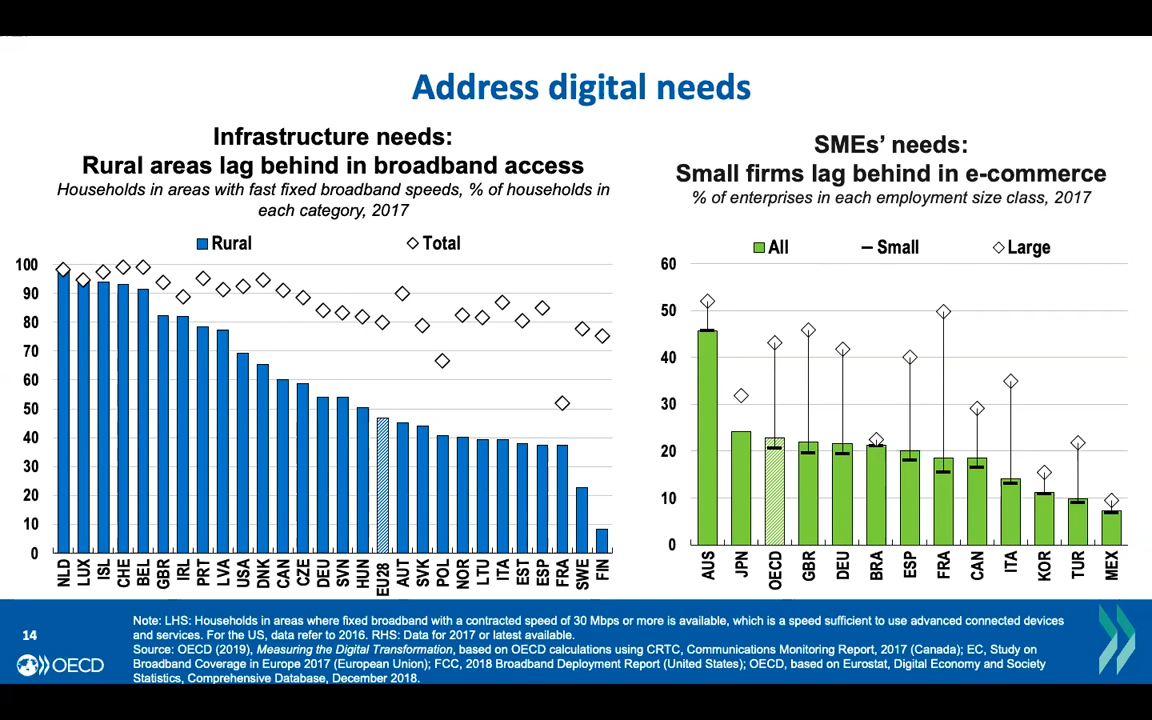 Address digital needs
Infrastructure needs:
Rural areas lag behind in broadband access
Households in areas with fast fixed broadband speeds, % of households in
each category, 2017
Rural
Total
100
90
80
70
60
50
40
30
20
10
0
NLD LUX ISL CHE BEL GBR IRL PRT LVA USA DNK CAN CZE DEU SVN HUN EU28 AUT SVK POL NOR LTU ITA EST ESP FRA SWE FIN
SMEs' needs:
Small firms lag behind in e-commerce
% of enterprises in each employment size class, 2017
All
Small
Large
60
50
40
30
20
10
0
AUS JPN OECD GBR DEU BRA ESP FRA CAN ITA KOR TUR MEX
Note: LHS: Households in areas where fixed broadband with a contracted speed of 30 Mbps or more is available, which is a speed sufficient to use advanced connected devices
and services. For the US, data refer to 2016. RHS: Data for 2017 or latest available.
Source: OECD (2019), Measuring the Digital Transformation, based on OECD calculations using CRTC, Communications Monitoring Report, 2017 (Canada); EC, Study on
Broadband Coverage in Europe 2017 (European Union); FCC, 2018 Broadband Deployment Report (United States); OECD, based on Eurostat, Digital Economy and Society
Statistics, Comprehensive Database, December 2018.
14
OECD